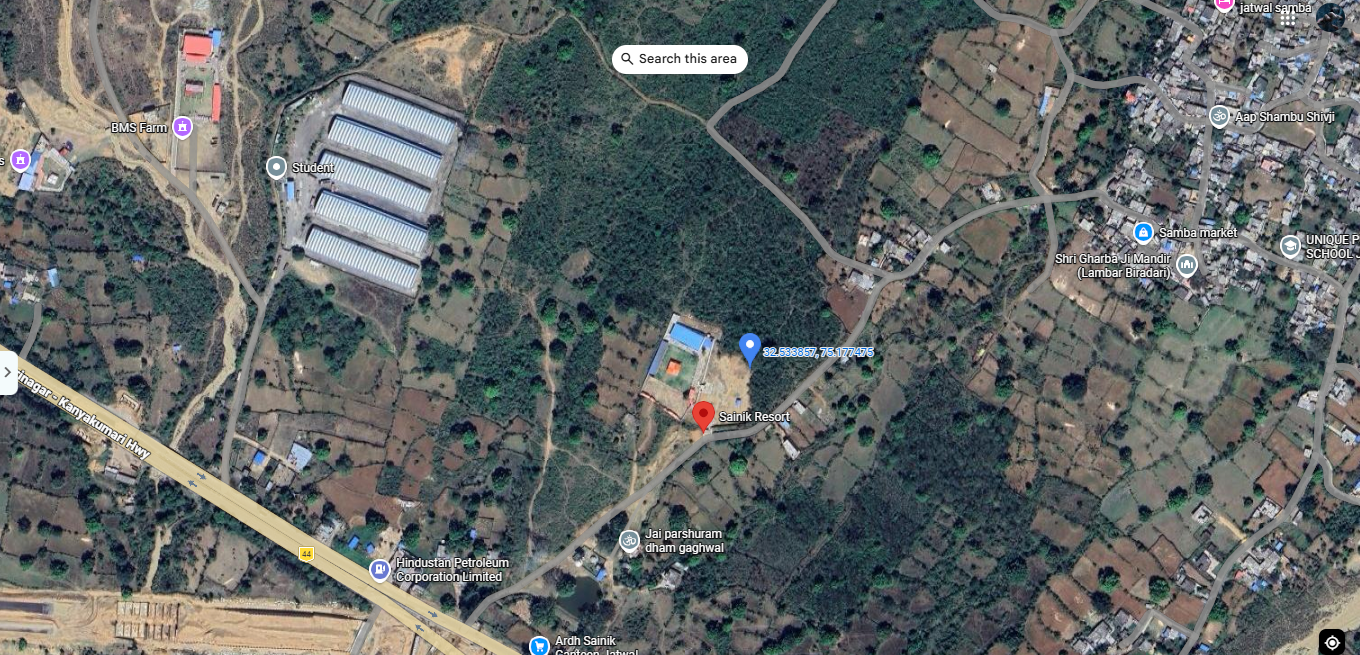 jatwal samba
Search this area
Aap Shambu Shivji
BMS Farm
s
Student
Samba market
UNIQUE P
SCHOOL J
Shri Gharba Ji Mandir
(Lambar Biradari)
32.533857, 75.177475
Sainik Resort
rinagar - Kanyakumari Hwy
44
Jai parshuram
dham gaghwal
Hindustan Petroleum
Corporation Limited
Ardh Sainik
Canteen Jatwal